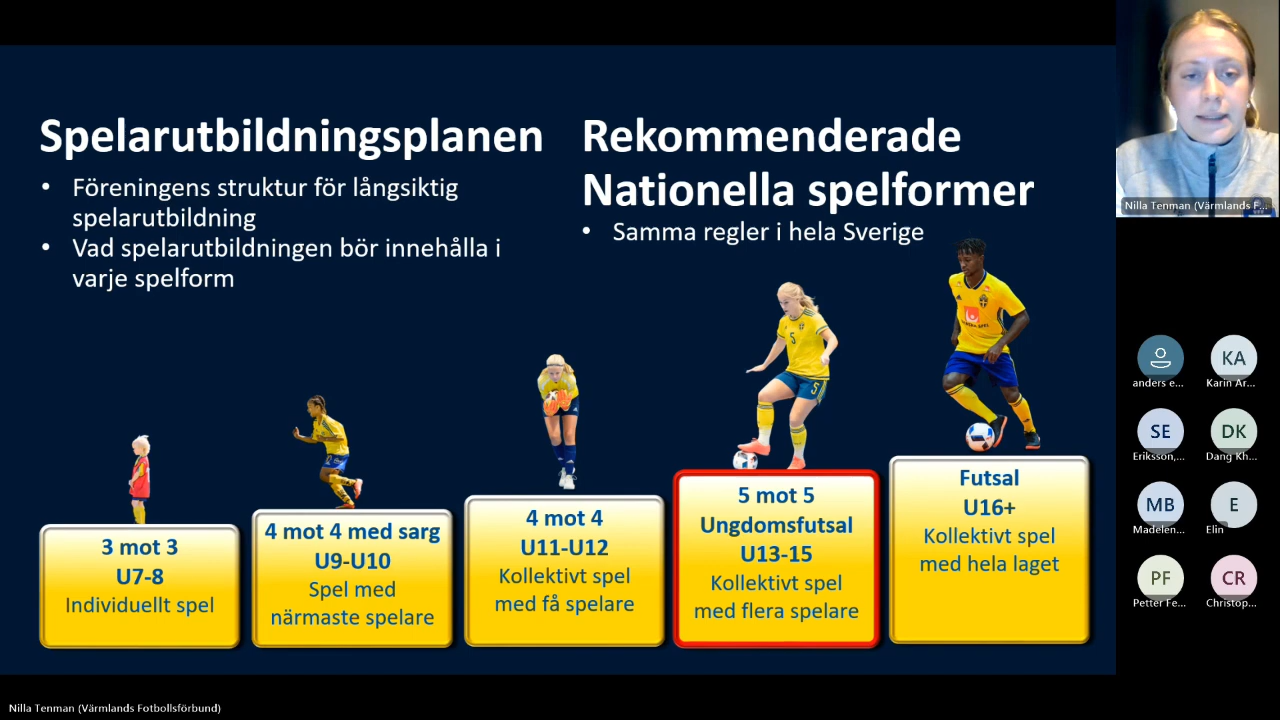 Spelarutbildningsplanen
• Föreningens struktur för långsiktig
spelarutbildning
• Vad spelarutbildningen bör innehålla i
varje spelform
Rekommenderade
Nationella spelformer
• Samma regler i hela Sverige
3 mot 3
U7-8
Individuellt spel
4 mot 4 med sarg
U9-U10
Spel med
närmaste spelare
4 mot 4
U11-U12
Kollektivt spel
med få spelare
5
5
5 mot 5
Ungdomsfutsal
U13-15
Kollektivt spel
med flera spelare
Futsal
U16+
Kollektivt spel
med hela laget
Nilla Tenman (Värmlands F...
anders e...
KA
Karin Ar...
SE
Eriksson,...
DK
Dang Kh...
MB
Madelen...
E
Elin
PF
Petter Fe...
CR
Christop...
Nilla Tenman (Värmlands Fotbollsförbund)